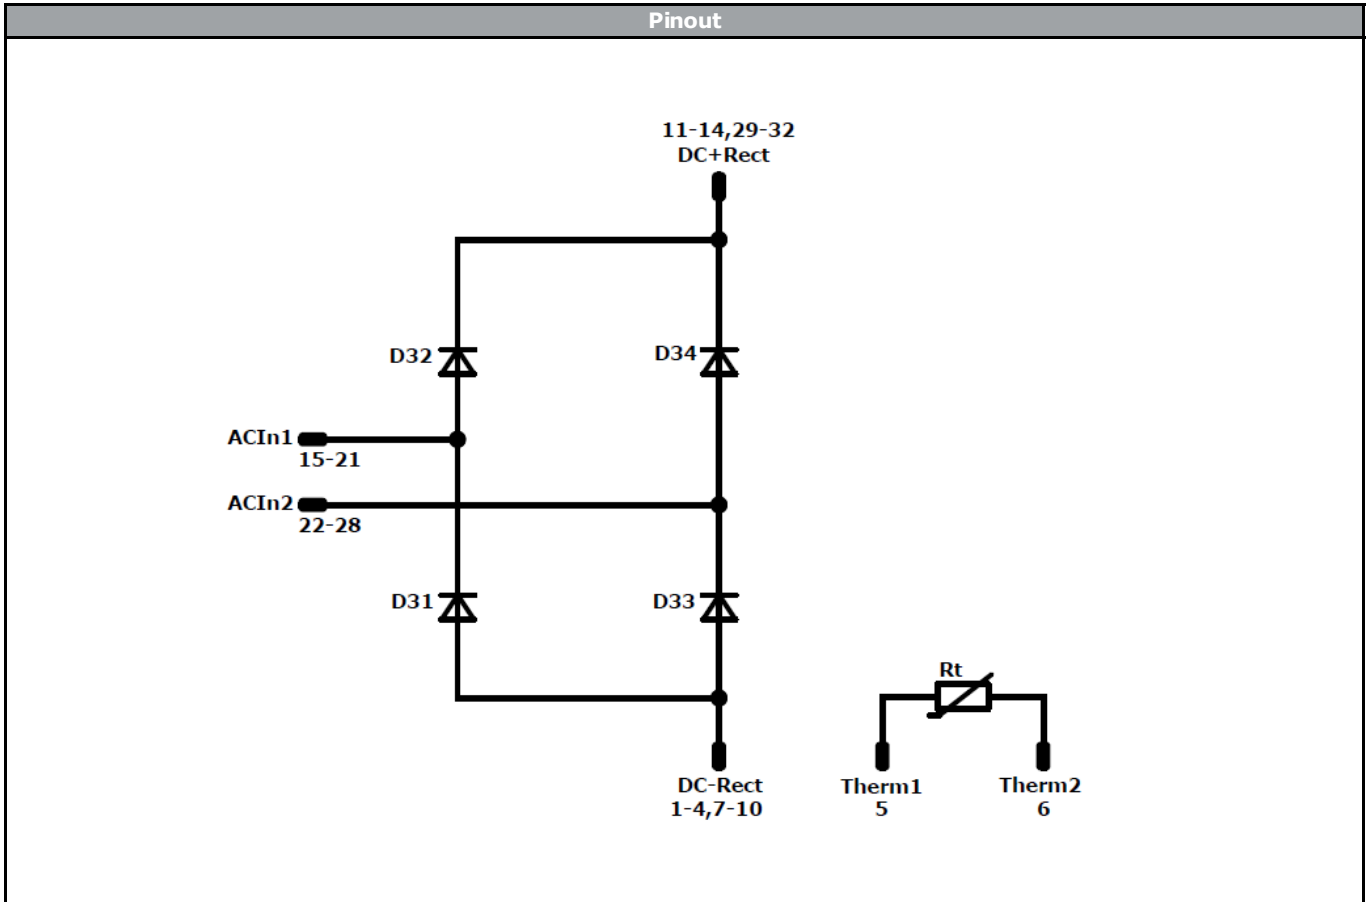 Pinout
11-14,29-32
DC+Rect
D32
D34
ACIn1
15-21
ACIn2
22-28
D31
D33
Rt
DC-Rect
1-4,7-10
Therm1
5
Therm2
6